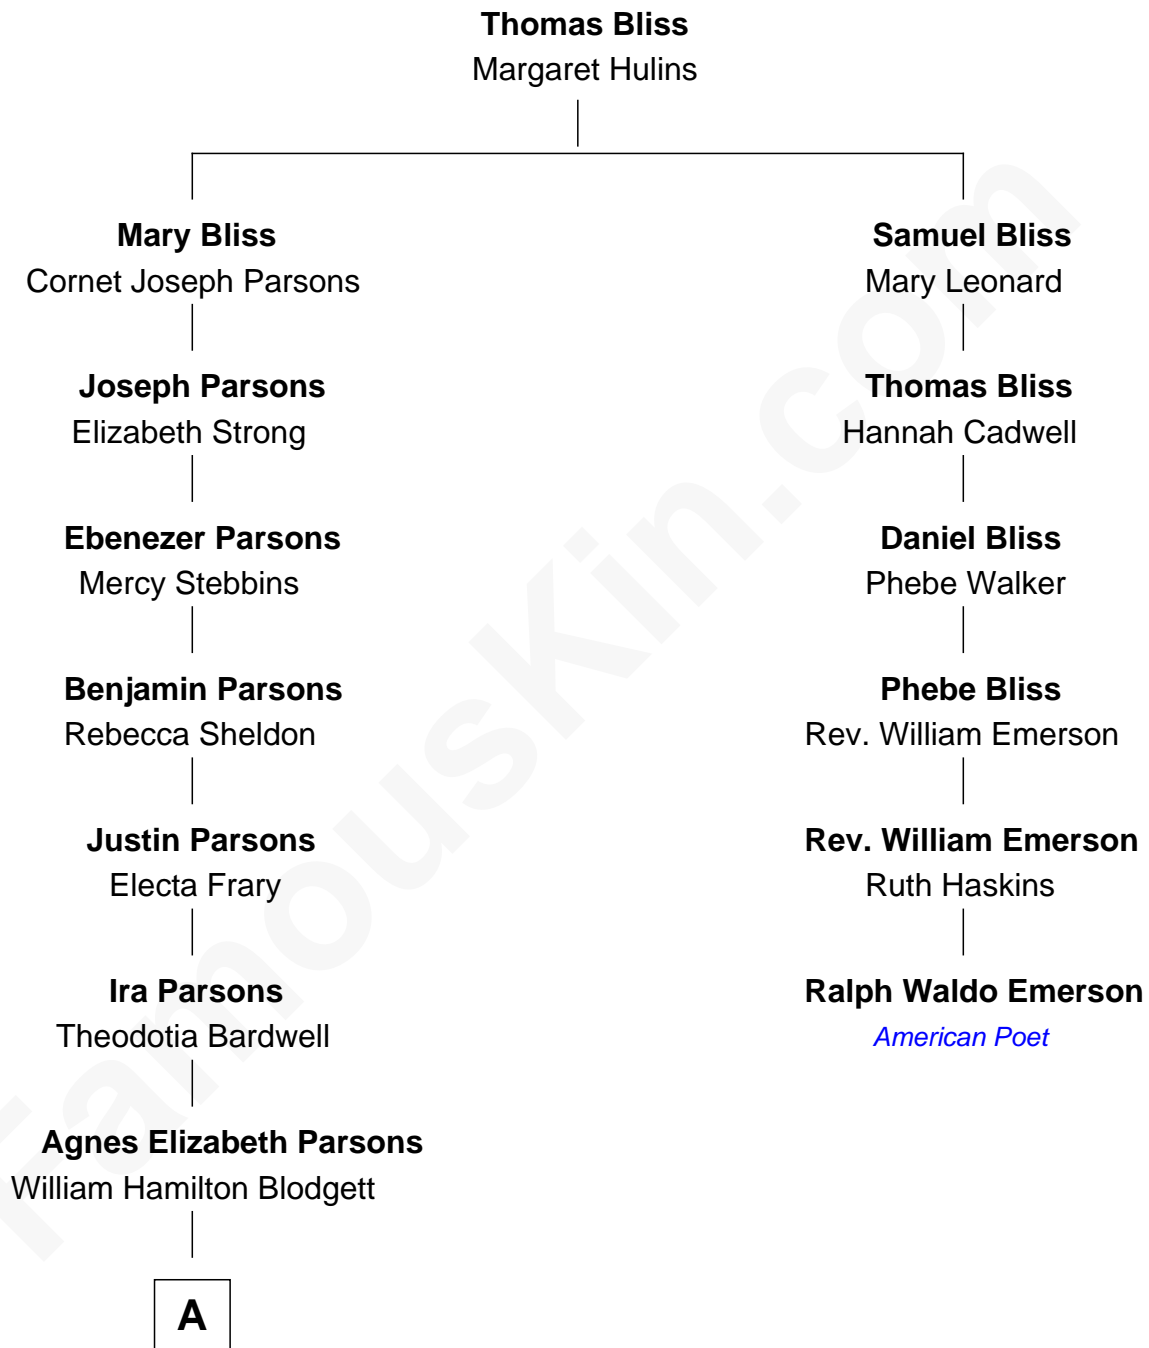 Thomas Bliss
Margaret Hulins
Mary Bliss
Cornet Joseph Parsons
Samuel Bliss
Mary Leonard
Joseph Parsons
Elizabeth Strong
Thomas Bliss
Hannah Cadwell
Ebenezer Parsons
Mercy Stebbins
Daniel Bliss
Phebe Walker
Benjamin Parsons
Rebecca Sheldon
Phebe Bliss
Rev. William Emerson
Justin Parsons
Electa Frary
Rev. William Emerson
Ruth Haskins
Ira Parsons
Theodotia Bardwell
Ralph Waldo Emerson
American Poet
Agnes Elizabeth Parsons
William Hamilton Blodgett
A
FamousKin.com